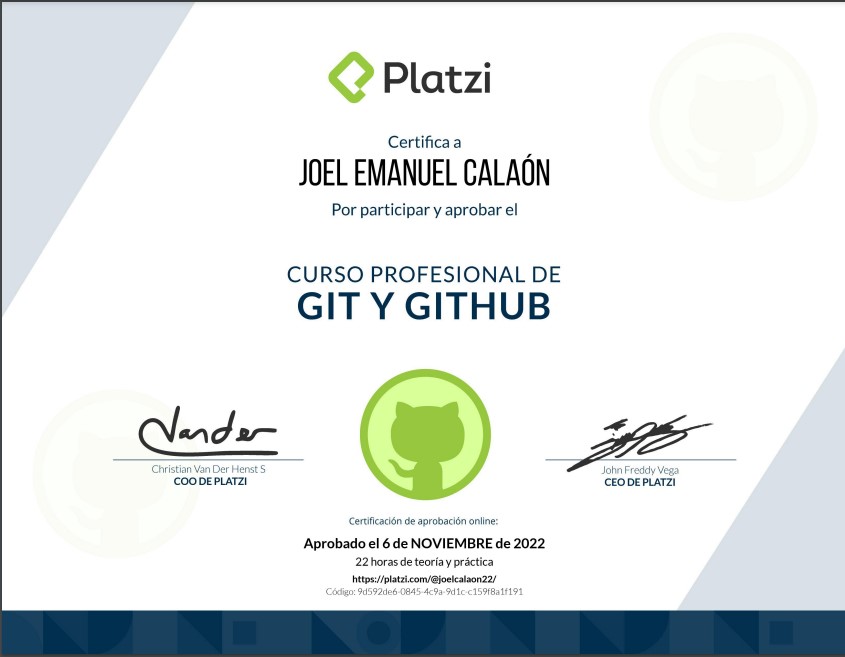 Platzi
Certifica a
JOEL EMANUEL CALAÓN
Por participar y aprobar el
CURSO PROFESIONAL DE
GIT Y GITHUB
Vander
Christian Van Der Henst S
COO DE PLATZI
John Freddy Vega
CEO DE PLATZI
Certificación de aprobación online:
Aprobado el 6 de NOVIEMBRE de 2022
22 horas de teoría y práctica
https://platzi.com/@joelcalaon22/
Código: 9d592de6-0845-4c9a-9d1c-c159f8a1f191